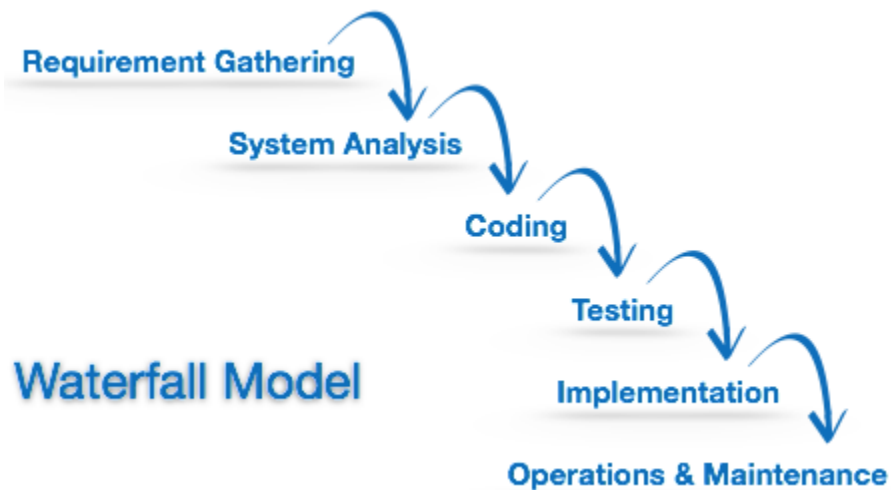 Requirement Gathering
System Analysis
Coding
Testing
Waterfall Model
Implementation
Operations & Maintenance